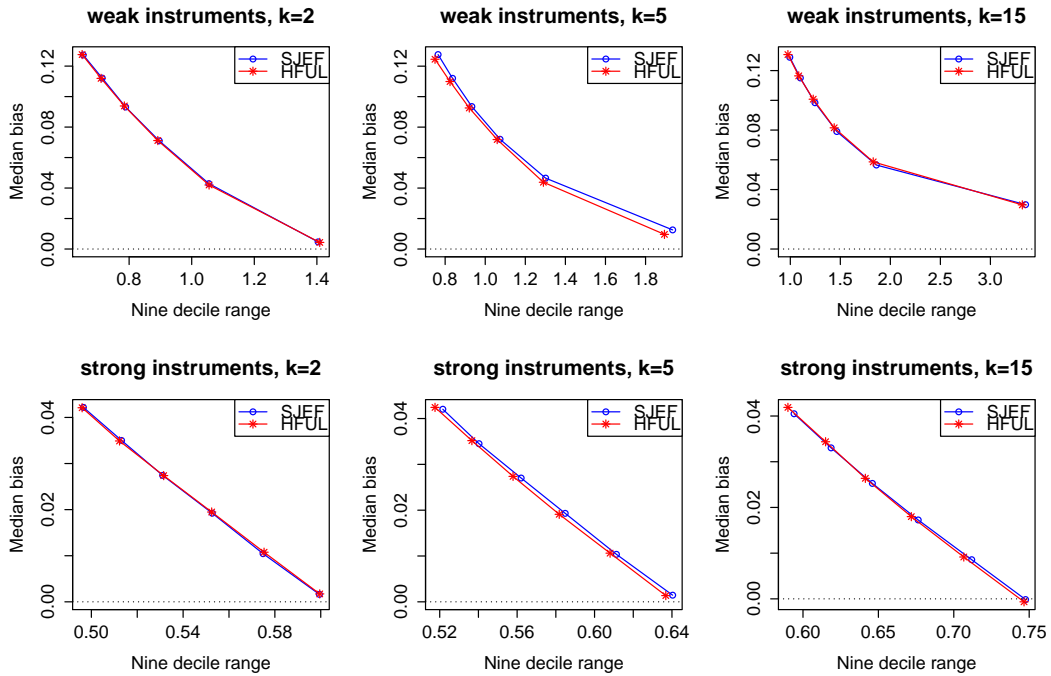 weak instruments, k=2
SJEF
HFUL
Median bias
0.00 0.04 0.08 0.12
0.8 1.0 1.2 1.4
Nine decile range
weak instruments, k=5
SJEF
HFUL
Median bias
0.00 0.04 0.08 0.12
0.8 1.0 1.2 1.4 1.6 1.8
Nine decile range
weak instruments, k=15
SJEF
HFUL
Median bias
0.00 0.04 0.08 0.12
1.0 1.5 2.0 2.5 3.0
Nine decile range
strong instruments, k=2
SJEF
HFUL
Median bias
0.00 0.02 0.04
0.50 0.54 0.58
Nine decile range
strong instruments, k=5
SJEF
HFUL
Median bias
0.00 0.02 0.04
0.52 0.56 0.60 0.64
Nine decile range
strong instruments, k=15
SJEF
HFUL
Median bias
0.00 0.02 0.04
0.60 0.65 0.70 0.75
Nine decile range